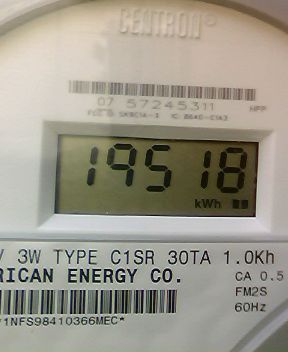 CENTRON®
07 57245311 HPP
19518
kWh
V 3W TYPE C1SR 30TA 1.0Kh
RICAN ENERGY CO. CA 0.5
FM2S
*1NFS98410366MEC* 60Hz